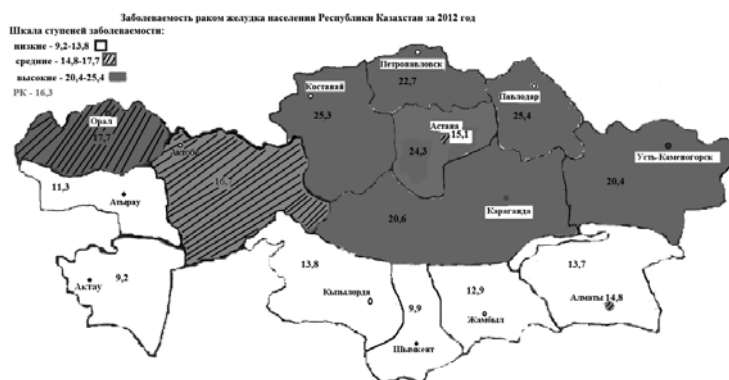 Заболеваемость раком желудка населения Республики Казахстан за 2012 год
Шкала ступеней заболеваемости:
низкие - 9,2-13,8
средние - 14,8-17,7
высокие - 20,4-25,4
РК - 16,3
Петропавловск
22,7
Костанай
25,3
Павлодар
25,4
Астана
15,1
24,3
Орал
17,7
Актобе
16,7
Усть-Каменогорск
20,4
11,3
Атырау
20,6
Караганда
9,2
Актау
13,8
Кызылорда
9,9
Шымкент
12,9
Жамбыл
13,7
Алматы 14,8